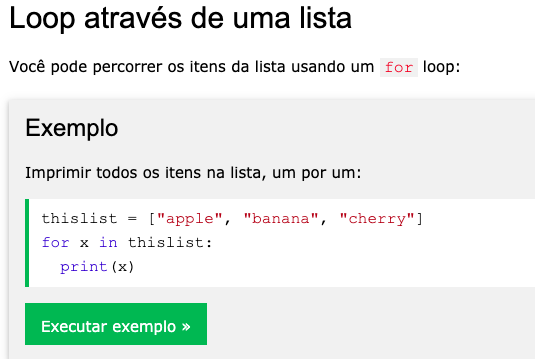 Loop através de uma lista
Você pode percorrer os itens da lista usando um for loop:
Exemplo
Imprimir todos os itens na lista, um por um:
thislist = ["apple", "banana", "cherry"]
for x in thislist:
  print(x)
Executar exemplo »